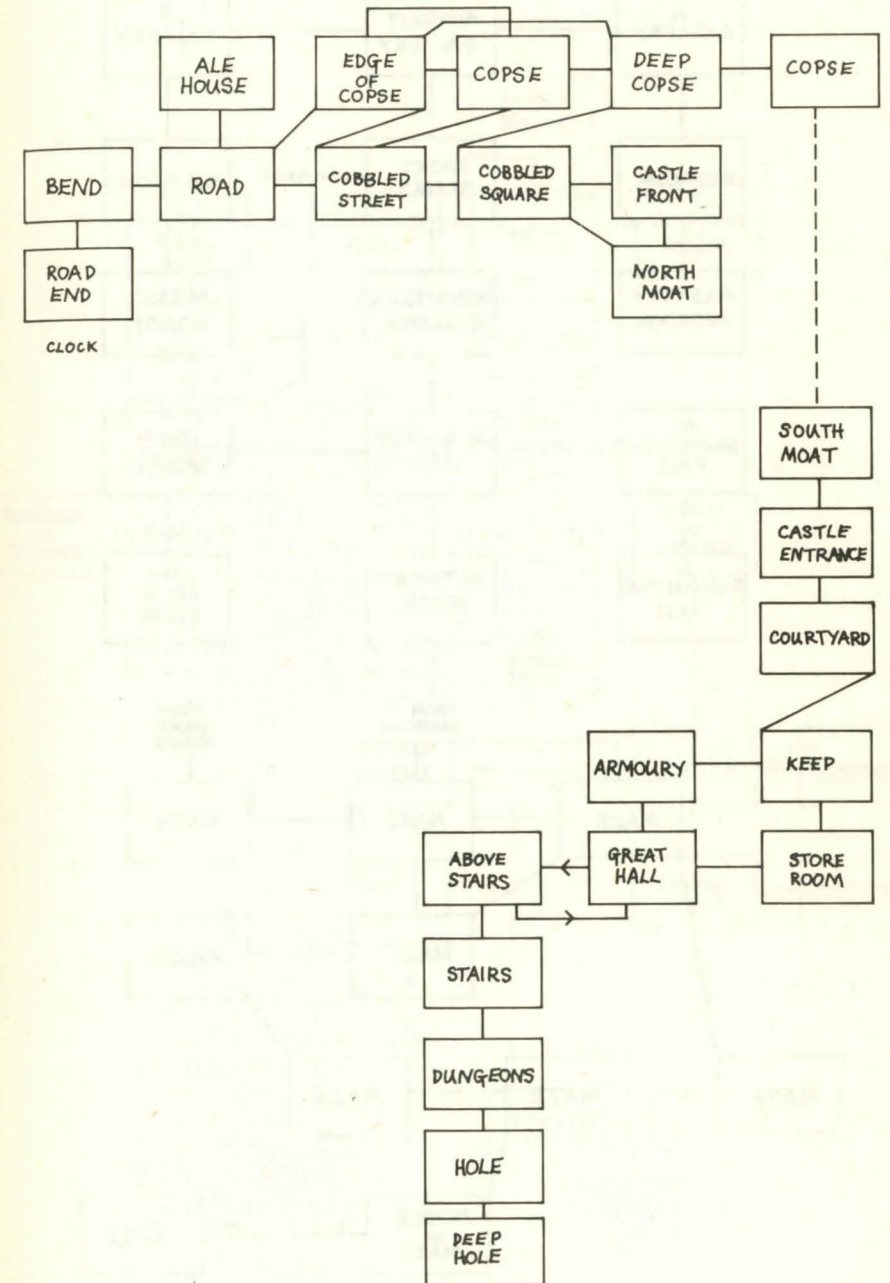 ALE
HOUSE
EDGE
OF
COPSE
COPSE
DEEP
COPSE
COPSE
BEND
ROAD
COBBLED
STREET
COBBLED
SQUARE
CASTLE
FRONT
ROAD
END
NORTH
MOAT
CLOCK
SOUTH
MOAT
CASTLE
ENTRANCE
COURTYARD
ARMOURY
KEEP
ABOVE
STAIRS
GREAT
HALL
STORE
ROOM
STAIRS
DUNGEONS
HOLE
DEEP
HOLE